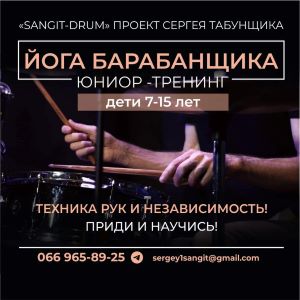 «SANGIT-DRUM» ПРОЕКТ СЕРГЕЯ ТАБУНЩИКА
ЙОГА БАРАБАНЩИКА
ЮНИОР -ТРЕНИНГ
дети 7-15 лет
ТЕХНИКА РУК И НЕЗАВИСИМОСТЬ!
ПРИДИ И НАУЧИСЬ!
066 965-89-25 sergey1sangit@gmail.com